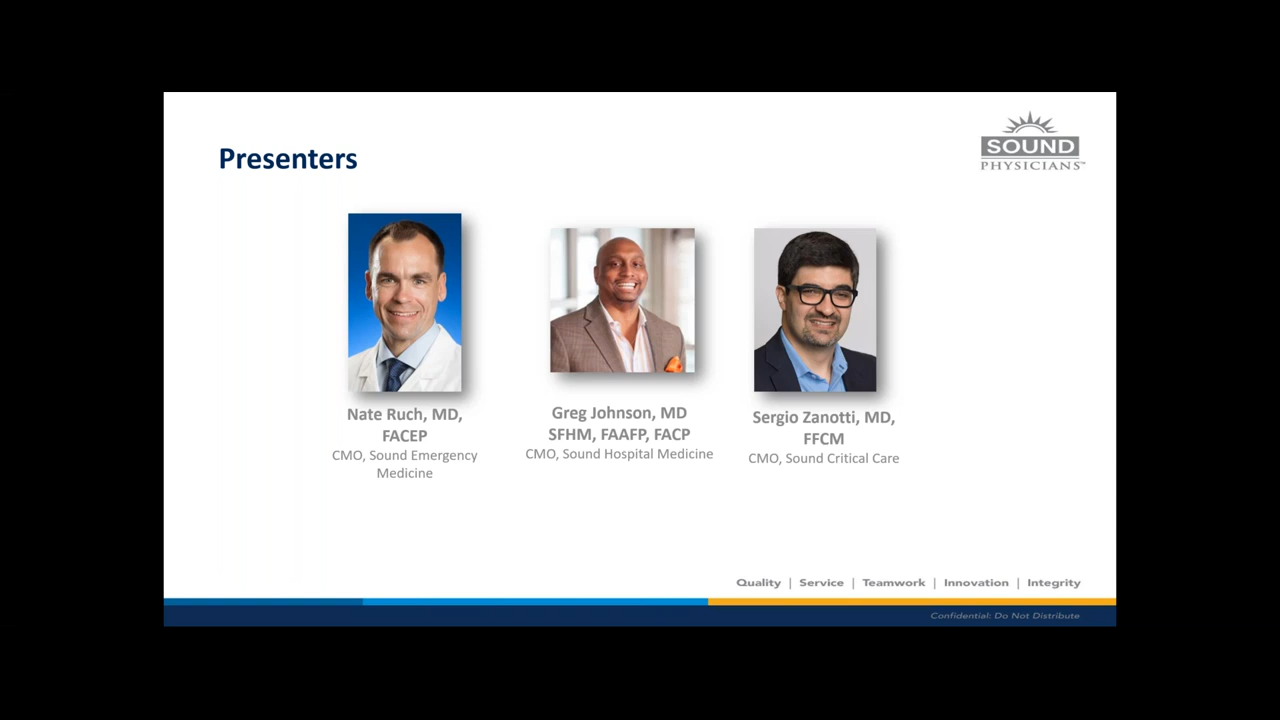 Presenters
SOUND
PHYSICIANS™
Nate Ruch, MD,
FACEP
CMO, Sound Emergency
Medicine
Greg Johnson, MD
SFHM, FAAFP, FACP
CMO, Sound Hospital Medicine
Sergio Zanotti, MD,
FFCM
CMO, Sound Critical Care
Quality | Service | Teamwork | Innovation | Integrity
Confidential: Do Not Distribute